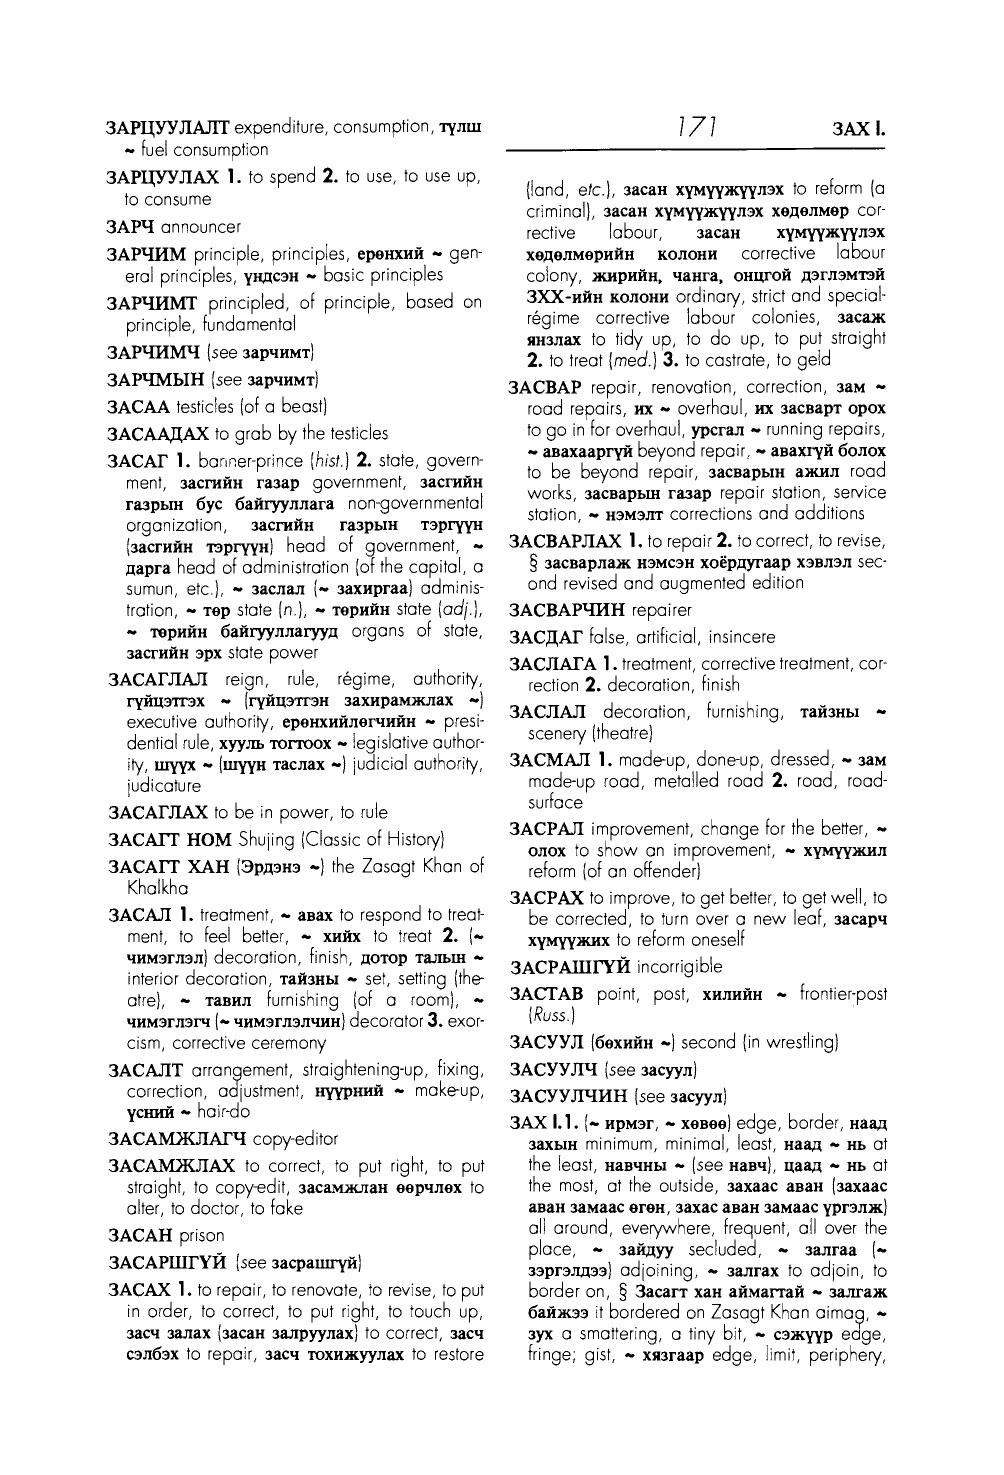 ЗАРЦУУЛАЛТ expenditure, consumption, түлш
~ fuel consumption
ЗАРЦУУЛАХ 1. to spend 2. to use, to use up,
to consume
ЗАРЧ announcer
ЗАРЧИМ principle, principles, ерөнхий ~ gen-
eral principles, үндсэн ~ basic principles
ЗАРЧИМТ principled, of principle, based on
principle, fundamental
ЗАРЧИМЧ (see зарчимт)
ЗАРЧМЫН (see зарчимт)
ЗАСАА testicles (of a beast)
ЗАСААДАХ to grab by the testicles
ЗАСАГ 1. banner-prince (hist.) 2. state, govern-
ment, засгийн газар government, засгийн
газрын бус байгууллага non-governmental
organization, засгийн газрын тэргүүн
(засгийн тэргүүн) head of government, ~
дарга head of administration (of the capital, a
sumun, etc.), ~ заслал (~ захиргаа) adminis-
tration, ~ төр state (n.), ~ төрийн state (adj.),
~ төрийн байгууллагууд organs of state,
засгийн эрх state power
ЗАСАГЛАЛ reign, rule, régime, authority,
гүйцэтгэх ~ (гүйцэтгэн захирамжлах ~)
executive authority, ерөнхийлөгчийн ~ presi-
dential rule, хууль тогтоох ~ legislative author-
ity, шүүх ~ (шүүн таслах ~) judicial authority,
judicature
ЗАСАГЛАХ to be in power, to rule
ЗАСАГТ НОМ Shujing (Classic of History)
ЗАСАГТ ХАН (Эрдэнэ ~) the Zasagt Khan of
Khalkha
ЗАСАЛ 1. treatment, ~ авах to respond to treat-
ment, to feel better, ~ хийх to treat 2. (~
чимэглэл) decoration, finish, дотор талын ~
interior decoration, тайзны ~ set, setting (the-
atre), ~ тавил furnishing (of a room), ~
чимэглэгч (~ чимэглэлчин) decorator 3. exor-
cism, corrective ceremony
ЗАСАЛТ arrangement, straightening-up, fixing,
correction, adjustment, нүүрний ~ make-up,
үсний ~ hair-do
ЗАСАМЖЛАГЧ copy-editor
ЗАСАМЖЛАХ to correct, to put right, to put
straight, to copy-edit, засамжлан өөрчлөх to
alter, to doctor, to fake
ЗАСАН prison
ЗАСАРШГҮЙ (see засрашгүй)
ЗАСАХ 1. to repair, to renovate, to revise, to put
in order, to correct, to put right, to touch up,
засч залах (засан залруулах) to correct, засч
сэлбэх to repair, засч тохижуулах to restore
171 ЗАХ I.
(land, etc.), засан хүмүүжүүлэх to reform (a
criminal), засан хүмүүжүүлэх хөдөлмөр cor-
rective labour, засан хүмүүжүүлэх
хөдөлмөрийн колони corrective labour
colony, жирийн, чанга, онцгой дэглэмтэй
ЗХХ-ийн колони ordinary, strict and special-
régime corrective labour colonies, засаж
янзлах to tidy up, to do up, to put straight
2. to treat (med.) 3. to castrate, to geld
ЗАСВАР repair, renovation, correction, зам ~
road repairs, их ~ overhaul, их засварт орох
to go in for overhaul, урсгал ~ running repairs,
~ авахааргүй beyond repair, ~ авахгүй болох
to be beyond repair, засварын ажил road
works, засварын газар repair station, service
station, ~ нэмэлт corrections and additions
ЗАСВАРЛАХ 1. to repair 2. to correct, to revise,
§ засварлаж нэмсэн хоёрдугаар хэвлэл sec-
ond revised and augmented edition
ЗАСВАРЧИН repairer
ЗАСДАГ false, artificial, insincere
ЗАСЛАГА 1. treatment, corrective treatment, cor-
rection 2. decoration, finish
ЗАСЛАЛ decoration, furnishing, тайзны ~
scenery (theatre)
ЗАСМАЛ 1. made-up, done-up, dressed, ~ зам
made-up road, metalled road 2. road, road-
surface
ЗАСРАЛ improvement, change for the better, ~
олох to show an improvement, ~ хүмүүжил
reform (of an offender)
ЗАСРАХ to improve, to get better, to get well, to
be corrected, to turn over a new leaf, засарч
хүмүүжих to reform oneself
ЗАСРАШГҮЙ incorrigible
ЗАСТАВ point, post, хилийн ~ frontier-post
(Russ.)
ЗАСУУЛ (бөхийн ~) second (in wrestling)
ЗАСУУЛЧ (see засуул)
ЗАСУУЛЧИН (see засуул)
ЗАХ I.1. (~ ирмэг, ~ хөвөө) edge, border, наад
захын minimum, minimal, least, наад ~ нь at
the least, навчны ~ (see навч), цаад ~ нь at
the most, at the outside, захаас аван (захаас
аван замаас өгөн, захас аван замаас үргэлж)
all around, everywhere, frequent, all over the
place, ~ зайдуу secluded, ~ залгаа (~
зэргэлдээ) adjoining, ~ залгах to adjoin, to
border on, § Засагт хан аймагтай ~ залгаж
байжээ it bordered on Zasagt Khan aimag, ~
зух a smattering, a tiny bit, ~ сэжүүр edge,
fringe; gist, ~ хязгаар edge, limit, periphery,